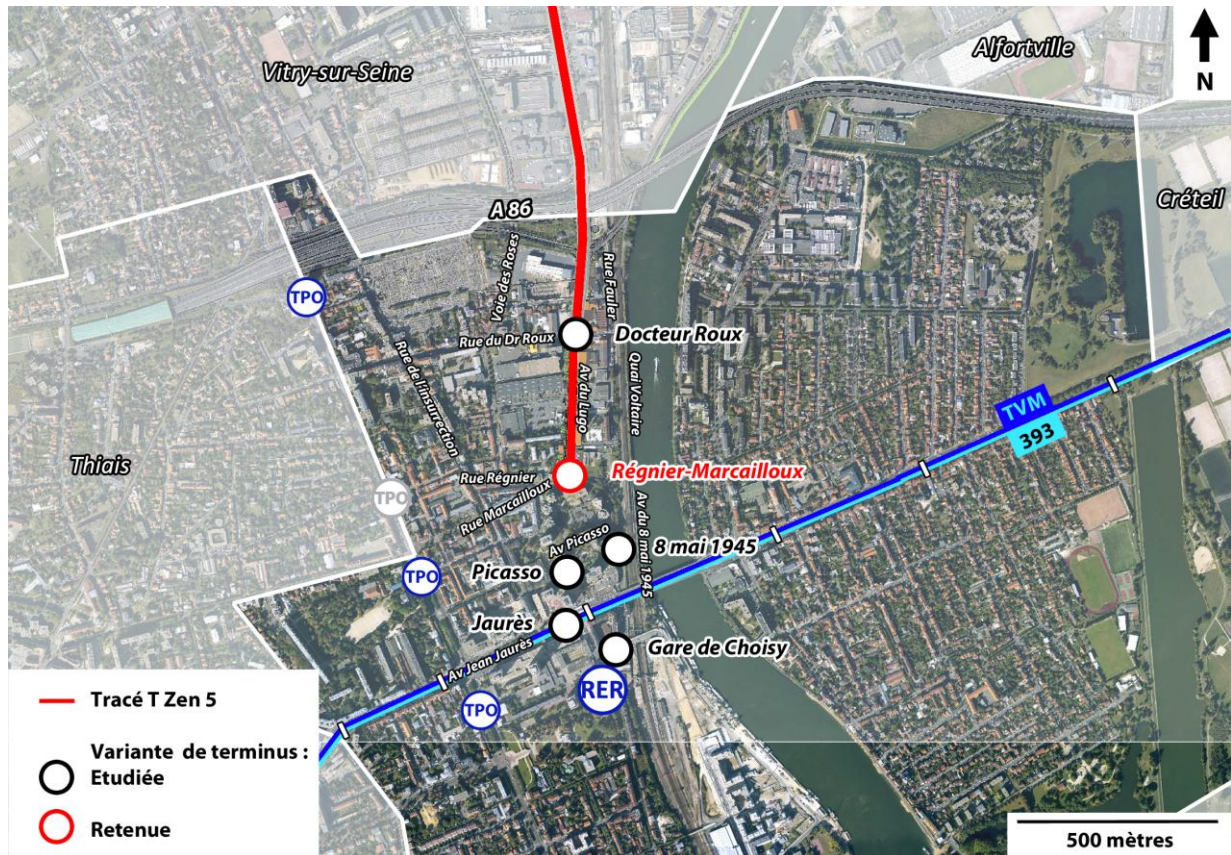 Vitry-sur-Seine
Alfortville
N
Créteil
A 86
TPO
Voie des Roses
Rue Fauler
Rue du Dr Roux
Docteur Roux
Rue de l'insurrection
Av du Lugo
Quai Voltaire
TVM
393
Thiais
TPO
Rue Régnier
Rue Marcailloux
Régnier-Marcailloux
Av Picasso
Av du 8 mai 1945
8 mai 1945
TPO
Picasso
Jaurès
Av Jean Jaurès
Gare de Choisy
RER
TPO
Tracé T Zen 5
Variante de terminus :
Etudiée
Retenue
500 mètres